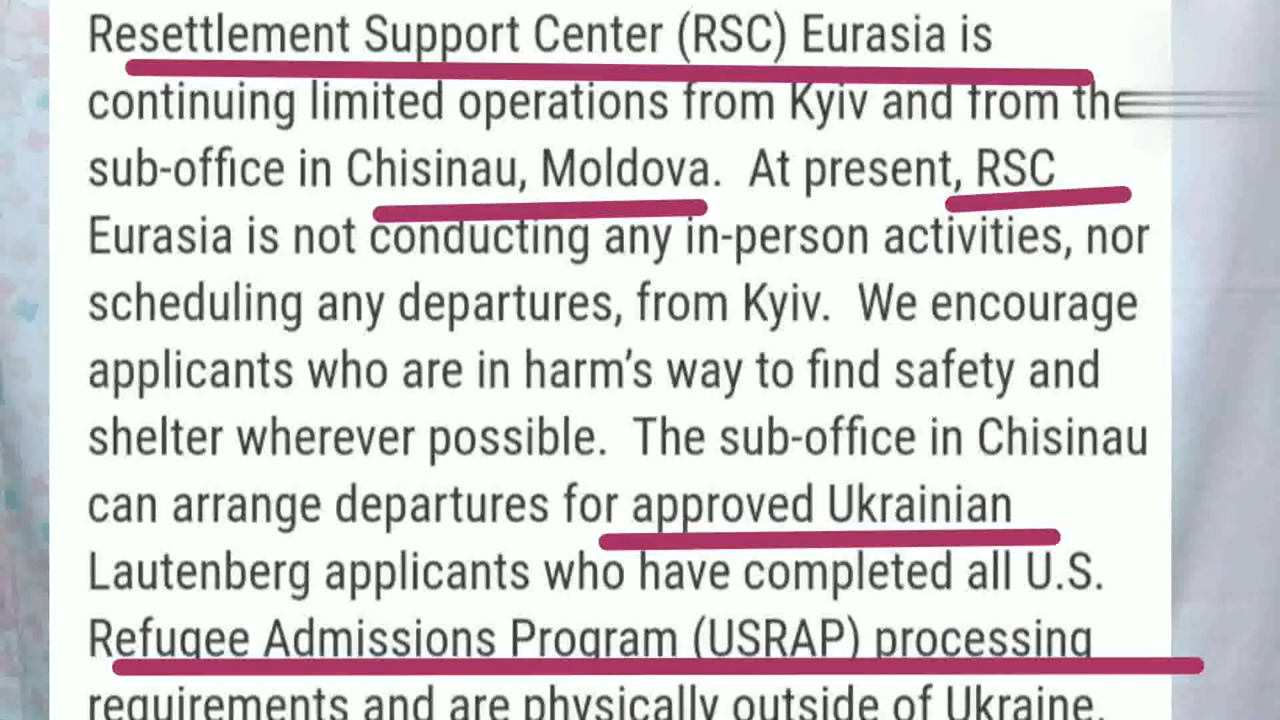 Resettlement Support Center (RSC) Eurasia is
continuing limited operations from Kyiv and from the
sub-office in Chisinau, Moldova.  At present, RSC
Eurasia is not conducting any in-person activities, nor
scheduling any departures, from Kyiv.  We encourage
applicants who are in harm’s way to find safety and
shelter wherever possible.  The sub-office in Chisinau
can arrange departures for approved Ukrainian
Lautenberg applicants who have completed all U.S.
Refugee Admissions Program (USRAP) processing
requirements and are physically outside of Ukraine.